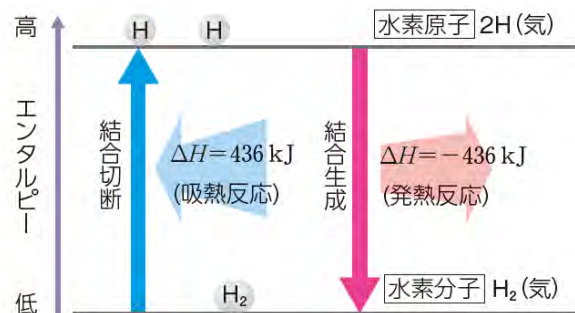 高
エンタルピー
低
H H
水素原子 2H(気)
結合切断
ΔH=436 kJ
(吸熱反応)
結合生成
ΔH=-436 kJ
(発熱反応)
H₂
水素分子 H₂(気)